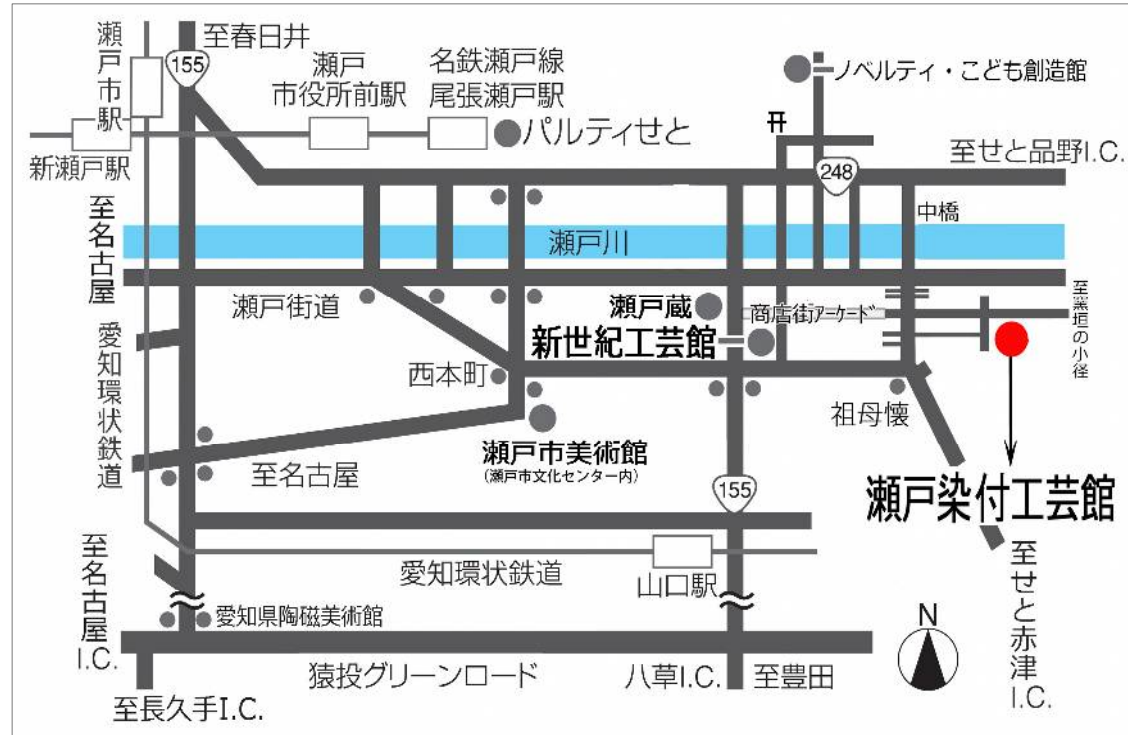 至春日井
155
瀬戸市駅
瀬戸
市役所前駅
名鉄瀬戸線
尾張瀬戸駅
パルティせと
ノベルティ・こども創造館
新瀬戸駅
至せと品野I.C.
248
中橋
至名古屋
瀬戸川
瀬戸街道
瀬戸蔵
商店街アーケード
至窯垣の小径
新世紀工芸館
愛知環状鉄道
西本町
祖母懐
瀬戸市美術館
(瀬戸市文化センター内)
至名古屋
155
瀬戸染付工芸館
至名古屋I.C.
愛知環状鉄道
山口駅
至せと赤津I.C.
愛知県陶磁美術館
N
猿投グリーンロード
八草I.C.
至豊田
至長久手I.C.